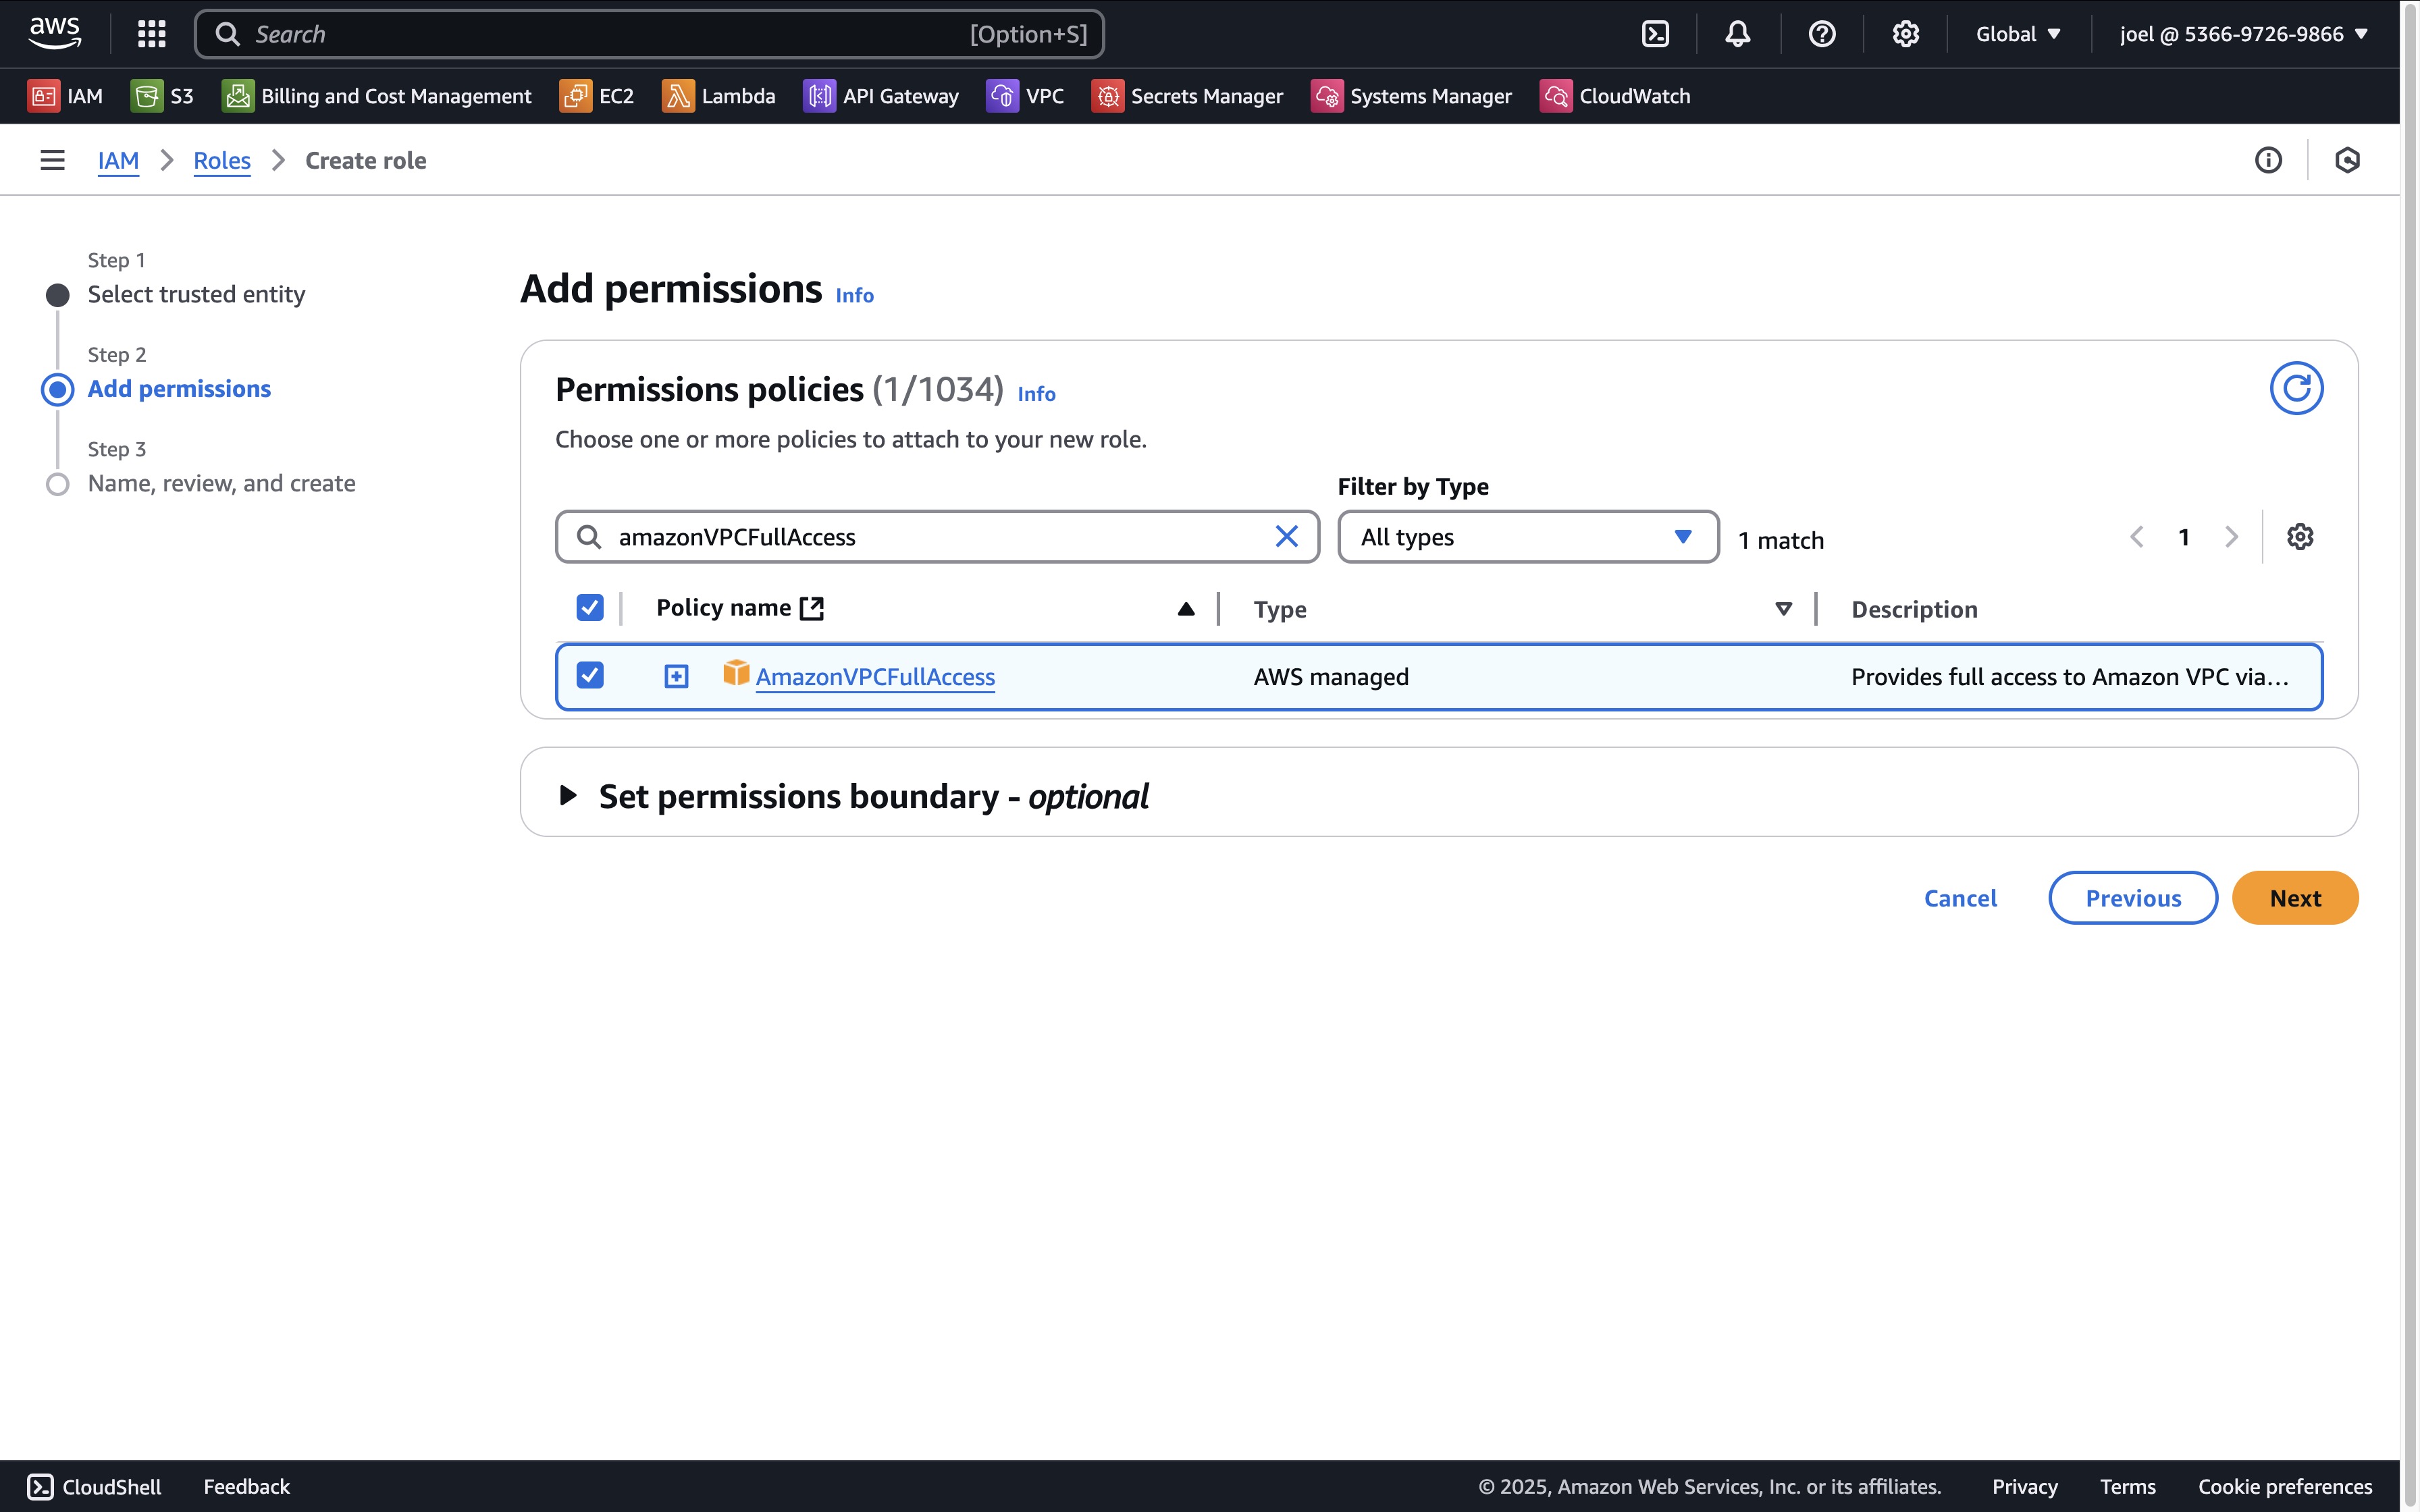 aws
Search [Option+S] Global joel @ 5366-9726-9866
IAM S3 Billing and Cost Management EC2 Lambda API Gateway VPC Secrets Manager Systems Manager CloudWatch
IAM Roles Create role
Step 1
Select trusted entity
Step 2
Add permissions
Step 3
Name, review, and create
Add permissions Info
Permissions policies (1/1034) Info
Choose one or more policies to attach to your new role.
Filter by Type
amazonVPCFullAccess All types 1 match 1
Policy name Type Description
AmazonVPCFullAccess AWS managed Provides full access to Amazon VPC via...
Set permissions boundary - optional
Cancel Previous Next
CloudShell Feedback © 2025, Amazon Web Services, Inc. or its affiliates. Privacy Terms Cookie preferences